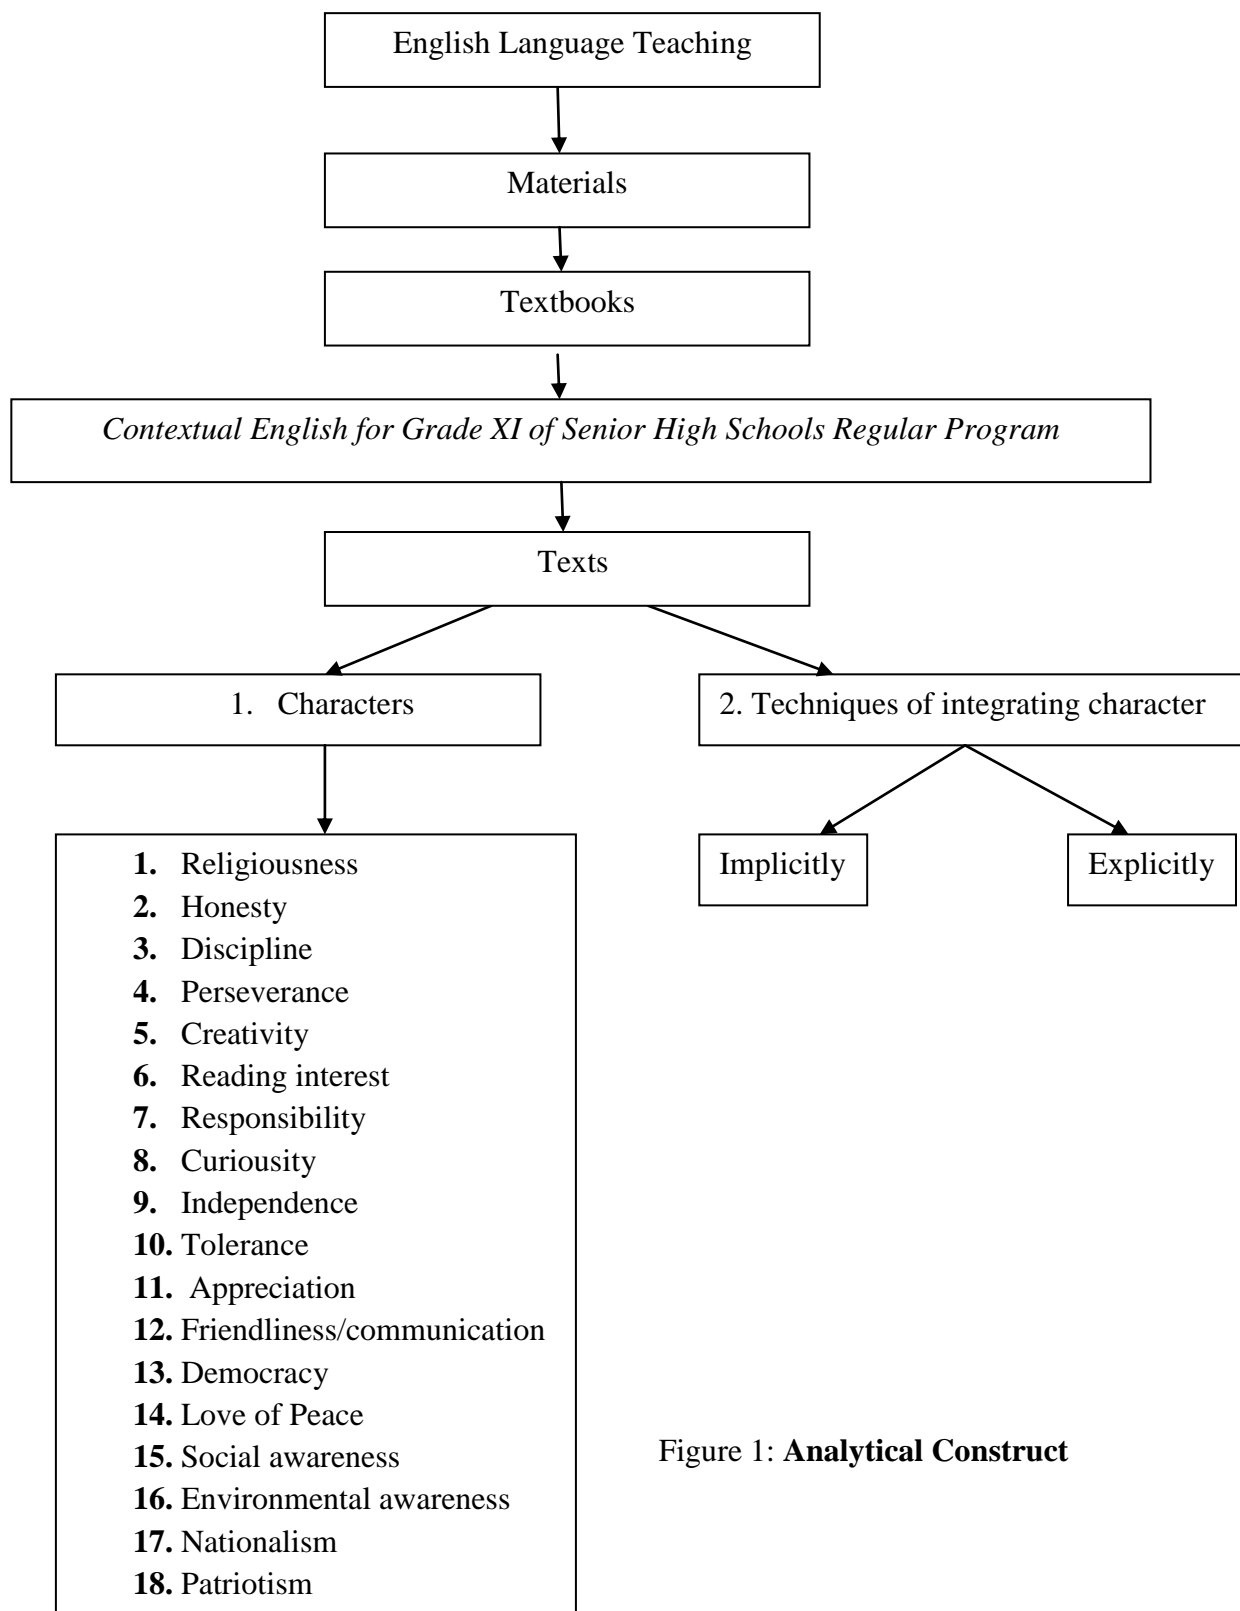 English Language Teaching
Materials
Textbooks
Contextual English for Grade XI of Senior High Schools Regular Program
Texts
1. Characters
2. Techniques of integrating character
1. Religiousness
2. Honesty
3. Discipline
4. Perseverance
5. Creativity
6. Reading interest
7. Responsibility
8. Curiousity
9. Independence
10. Tolerance
11. Appreciation
12. Friendliness/communication
13. Democracy
14. Love of Peace
15. Social awareness
16. Environmental awareness
17. Nationalism
18. Patriotism
Implicitly
Explicitly
Figure 1: Analytical Construct